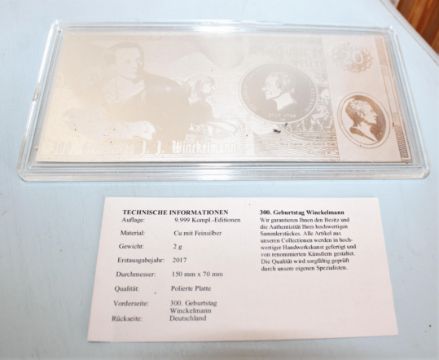 300. Geburtstag J. J. Winckelmann
TECHNISCHE INFORMATIONEN
Auflage: 9.999 Kompl.-Editionen
Material: Cu mit Feinsilber
Gewicht: 2 g
Erstausgabejahr: 2017
Durchmesser: 150 mm x 70 mm
Qualität: Polierte Platte
Vorderseite: 300. Geburtstag
Winckelmann
Rückseite: Deutschland
300. Geburtstag Winckelmann
Wir garantieren Ihnen den Besitz und
die Authentizität Ihres hochwertigen
Sammlerstückes. Alle Artikel aus
unseren Collectionen werden in hoch-
wertiger Handwerkskunst gefertigt und
von renommierten Künstlern gestaltet.
Die Qualität wird sorgfältig geprüft
durch unsere eigenen Spezialisten.